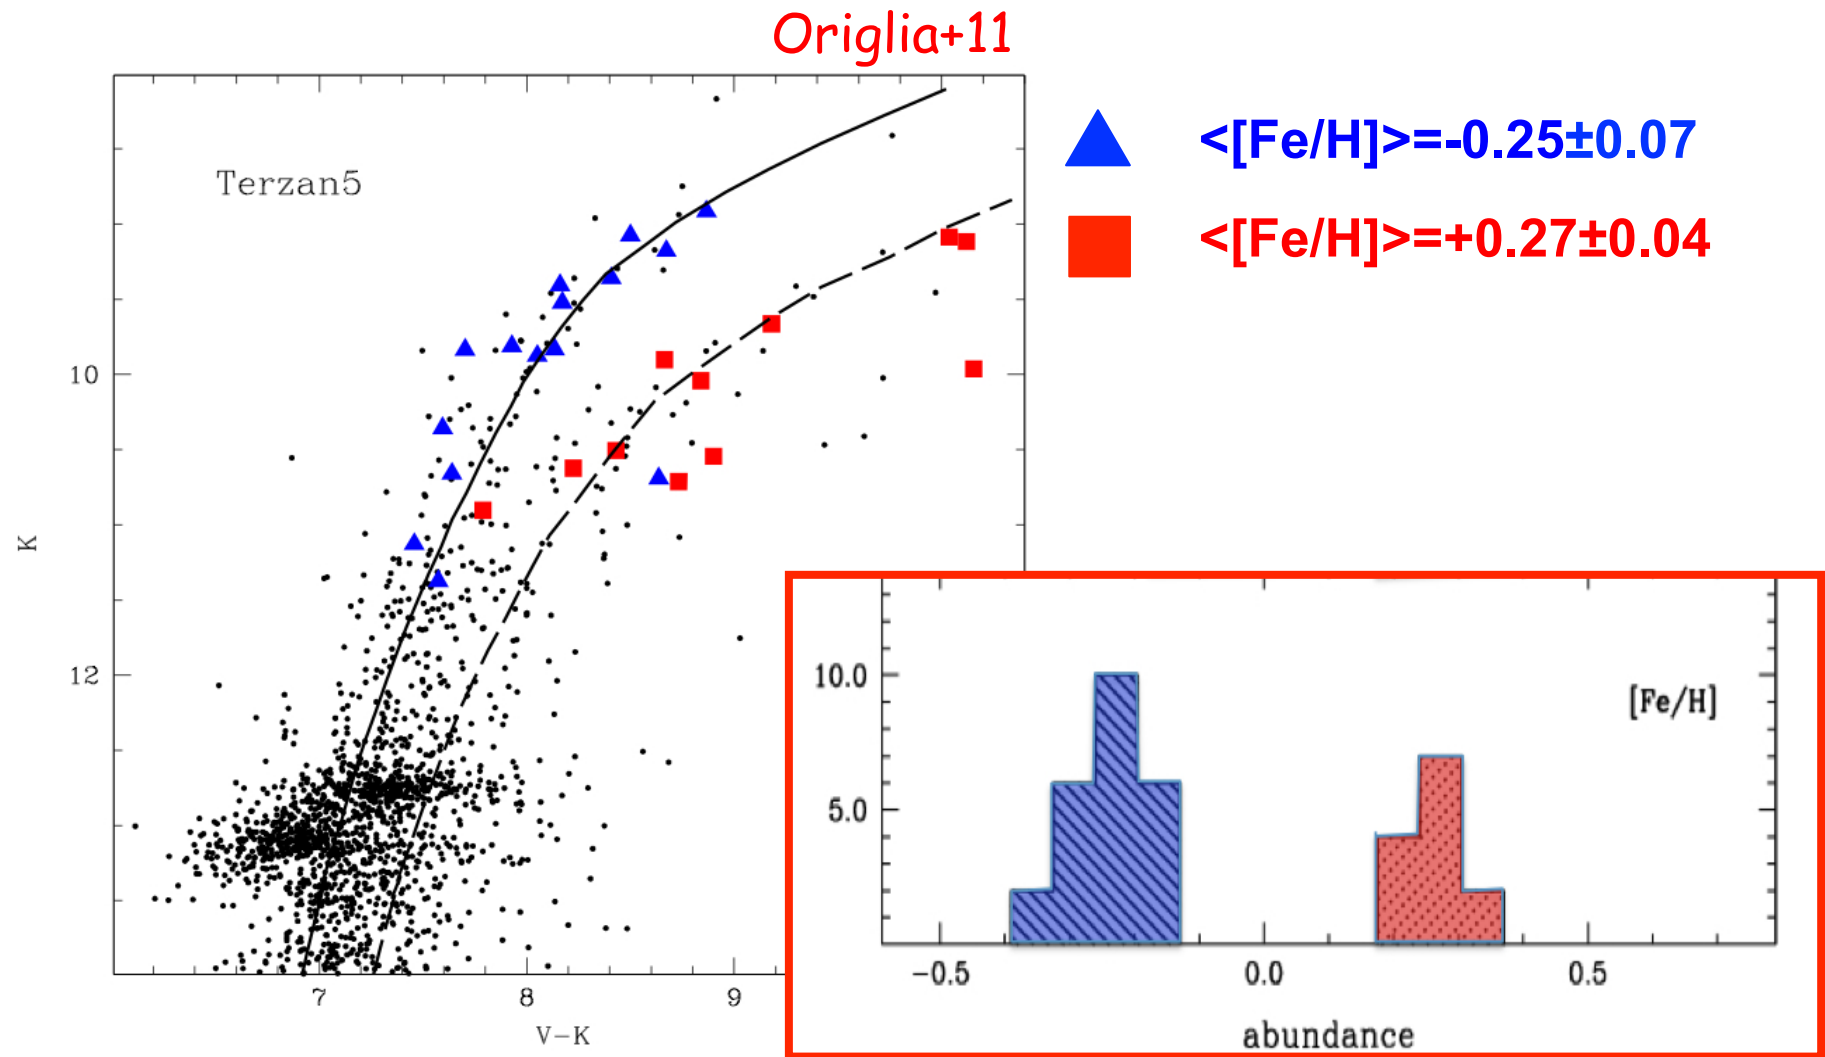 Origlia+11
Terzan5
<[Fe/H]>=-0.25±0.07
<[Fe/H]>=+0.27±0.04
10
12
K
7
8
9
V-K
10.0
5.0
[Fe/H]
-0.5
0.0
0.5
abundance